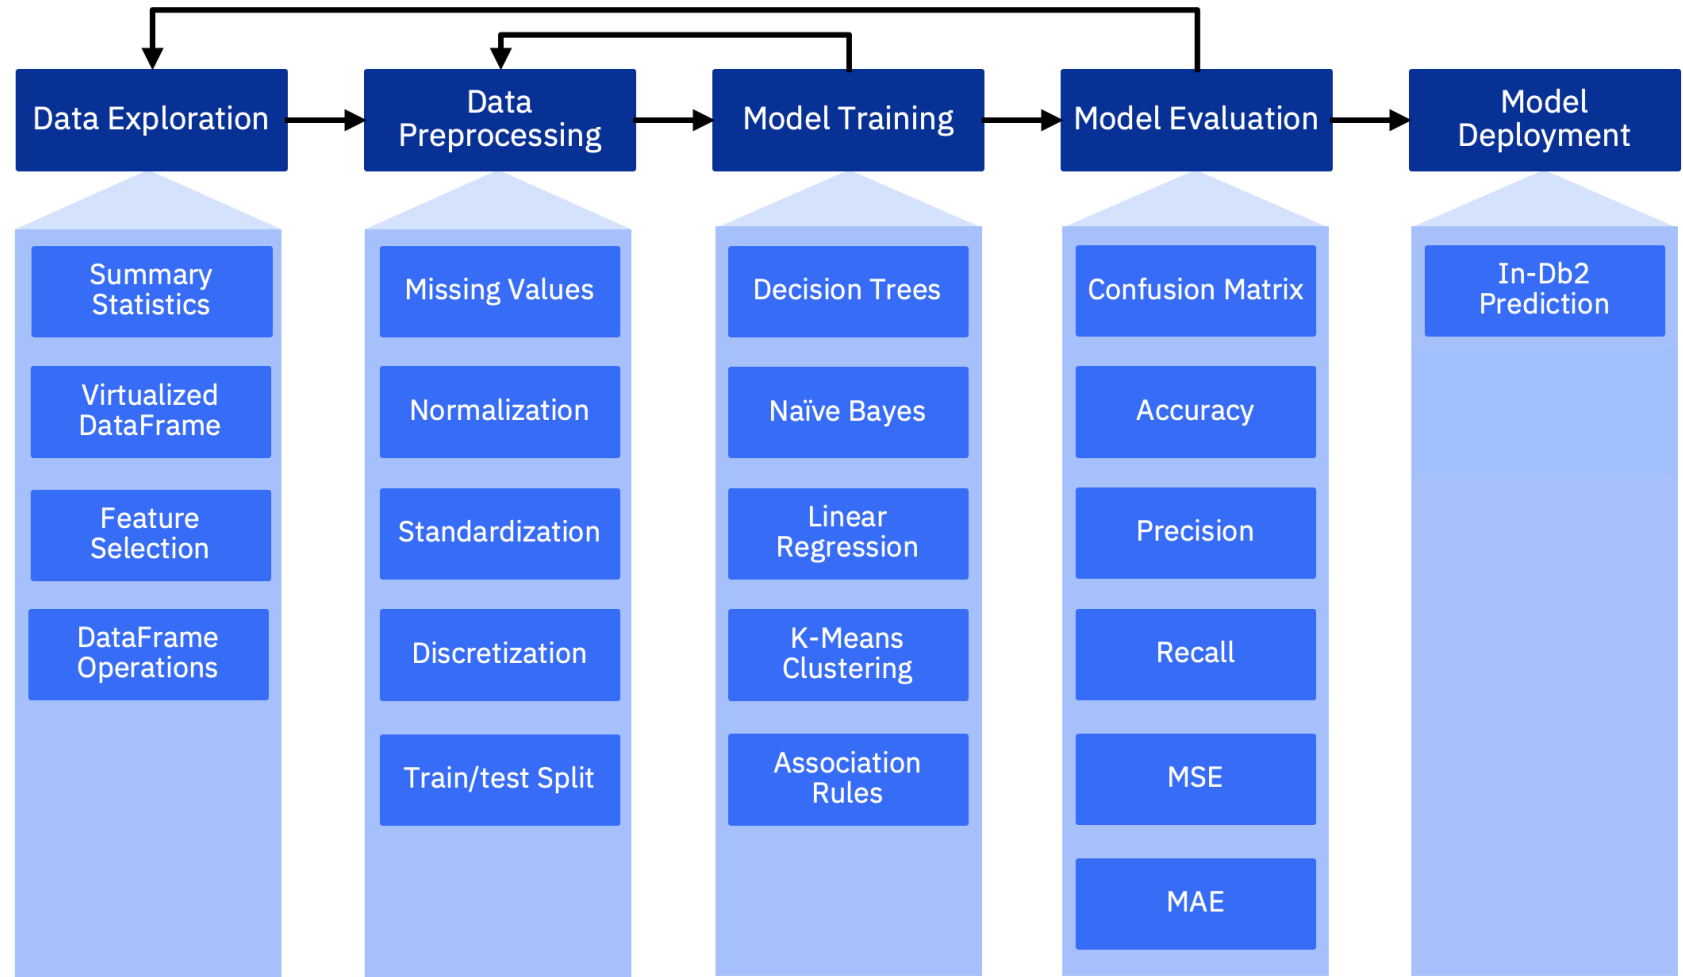 Data Exploration
Data
Preprocessing
Model Training
Model Evaluation
Model
Deployment
Summary
Statistics
Virtualized
DataFrame
Feature
Selection
DataFrame
Operations
Missing Values
Normalization
Standardization
Discretization
Train/test Split
Decision Trees
Naïve Bayes
Linear
Regression
K-Means
Clustering
Association
Rules
Confusion Matrix
Accuracy
Precision
Recall
MSE
MAE
In-Db2
Prediction